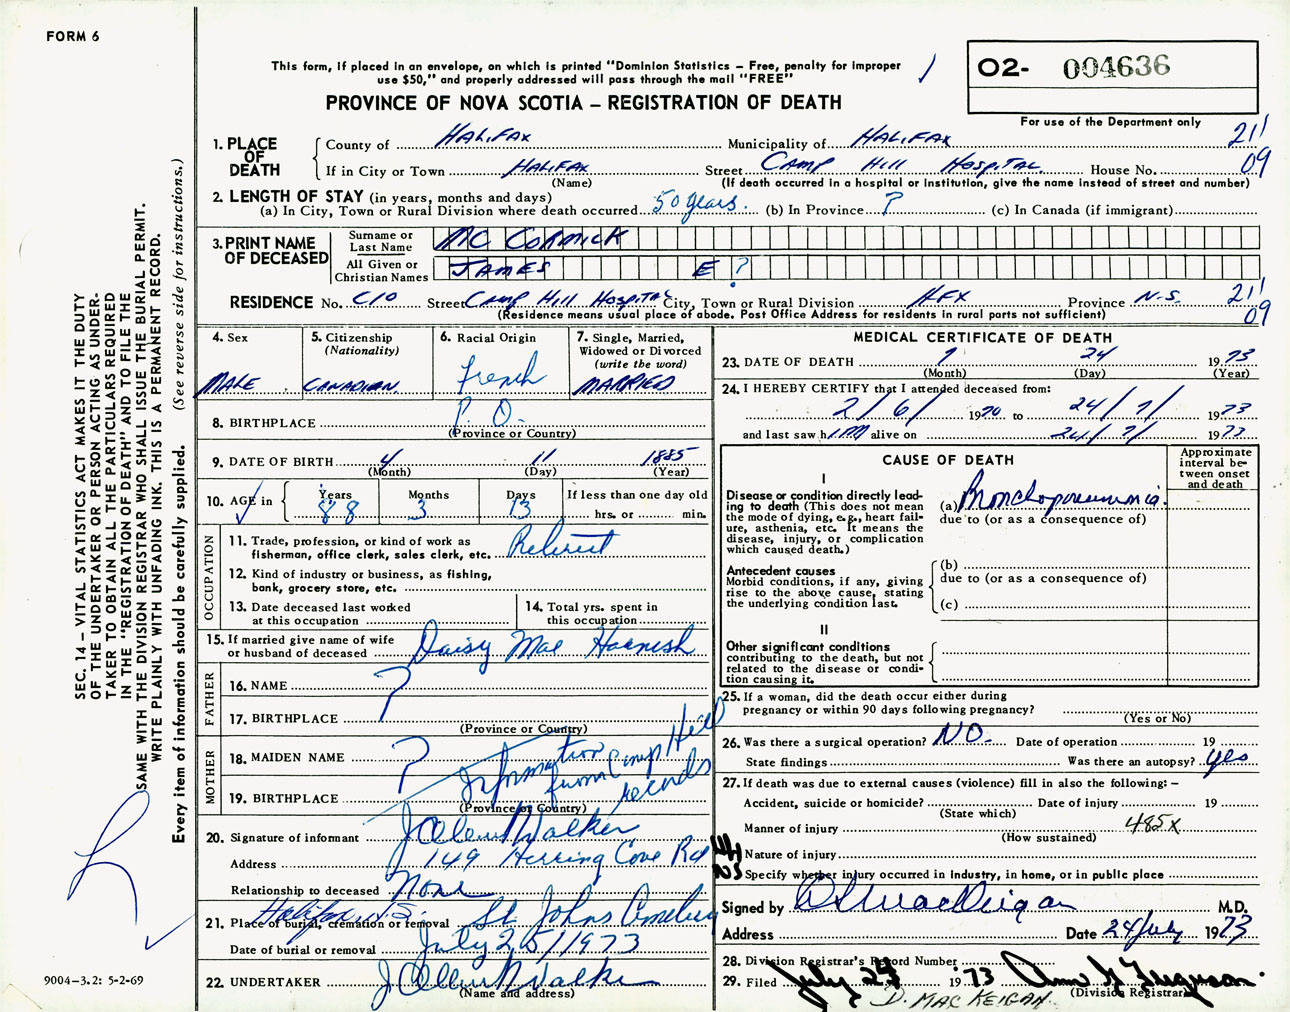 FORM 6
This form, if placed in an envelope, on which is printed "Dominion Statistics – Free, penalty for improper
use $50," and properly addressed will pass through the mail "FREE"
O2- 004636
For use of the Department only
PROVINCE OF NOVA SCOTIA – REGISTRATION OF DEATH
1. PLACE OF DEATH
County of HALIFAX Municipality of HALIFAX 211
If in City or Town HALIFAX Street CAMP HILL HOSPITAL House No. 09
(Name) (If death occurred in a hospital or institution, give the name instead of street and number)
2. LENGTH OF STAY (in years, months and days)
(a) In City, Town or Rural Division where death occurred 50 years. (b) In Province ? (c) In Canada (if immigrant)
3. PRINT NAME OF DECEASED
Surname or Last Name MC CORMICK
All Given or Christian Names JAMES E ?
RESIDENCE No. C/O Street Camp Hill Hospital City, Town or Rural Division HFX Province N.S. 211
(Residence means usual place of abode. Post Office Address for residents in rural parts not sufficient) 09
4. Sex
MALE
5. Citizenship
(Nationality)
CANADIAN
6. Racial Origin
French
7. Single, Married,
Widowed or Divorced
(write the word)
MARRIED
8. BIRTHPLACE P. Q.
(Province or Country)
9. DATE OF BIRTH 4 11 1885
(Month) (Day) (Year)
10. AGE in
Years 88
Months 3
Days 13
If less than one day old
hrs. or min.
OCCUPATION
11. Trade, profession, or kind of work as
fisherman, office clerk, sales clerk, etc. Retired
12. Kind of industry or business, as fishing,
bank, grocery store, etc.
13. Date deceased last worked
at this occupation
14. Total yrs. spent in
this occupation
15. If married give name of wife
or husband of deceased Daisy Mae Harnish
FATHER
16. NAME ?
17. BIRTHPLACE
(Province or Country)
MOTHER
18. MAIDEN NAME ?
19. BIRTHPLACE
(Province or Country)
Information
from Camp Hill
records
20. Signature of informant J Allen Walker
Address 149 Herring Cove Rd
Relationship to deceased None
Halifax N.S.
21. Place of burial, cremation or removal St Johns Cemetery
Date of burial or removal July 25/1973
22. UNDERTAKER J Allen Walker
(Name and address)
MEDICAL CERTIFICATE OF DEATH
23. DATE OF DEATH 7 24 1973
(Month) (Day) (Year)
24. I HEREBY CERTIFY that I attended deceased from:
2/6/ 1970 to 24/7/ 1973
and last saw h IM alive on 24/7/ 1973
CAUSE OF DEATH
Approximate
interval be-
tween onset
and death
I
Disease or condition directly lead-
ing to death (This does not mean
the mode of dying, e.g., heart fail-
ure, asthenia, etc. It means the
disease, injury, or complication
which caused death.)
(a) Bronchopneumonia.
due to (or as a consequence of)
Antecedent causes
Morbid conditions, if any, giving
rise to the above cause, stating
the underlying condition last.
(b)
due to (or as a consequence of)
(c)
II
Other significant conditions
contributing to the death, but not
related to the disease or condi-
tion causing it.
25. If a woman, did the death occur either during
pregnancy or within 90 days following pregnancy?
(Yes or No)
26. Was there a surgical operation? NO. Date of operation 19
State findings Was there an autopsy? Yes
27. If death was due to external causes (violence) fill in also the following: –
Accident, suicide or homicide? Date of injury 19
(State which)
Manner of injury 485X
(How sustained)
Nature of injury
NS
Specify whether injury occurred in industry, in home, or in public place
Signed by M.D.
Address Date 24 July 1973
28. Division Registrar's Record Number
29. Filed July 1973
(Division Registrar)
D. MACKEIGAN
SEC. 14 – VITAL STATISTICS ACT MAKES IT THE DUTY
OF THE UNDERTAKER OR PERSON ACTING AS UNDER-
TAKER TO OBTAIN ALL THE PARTICULARS REQUIRED
IN THE "REGISTRATION OF DEATH" AND TO FILE THE
SAME WITH THE DIVISION REGISTRAR WHO SHALL ISSUE THE BURIAL PERMIT.
WRITE PLAINLY WITH UNFADING INK. THIS IS A PERMANENT RECORD.
Every item of information should be carefully supplied. (See reverse side for instructions.)
9004–3.2: 5-2-69